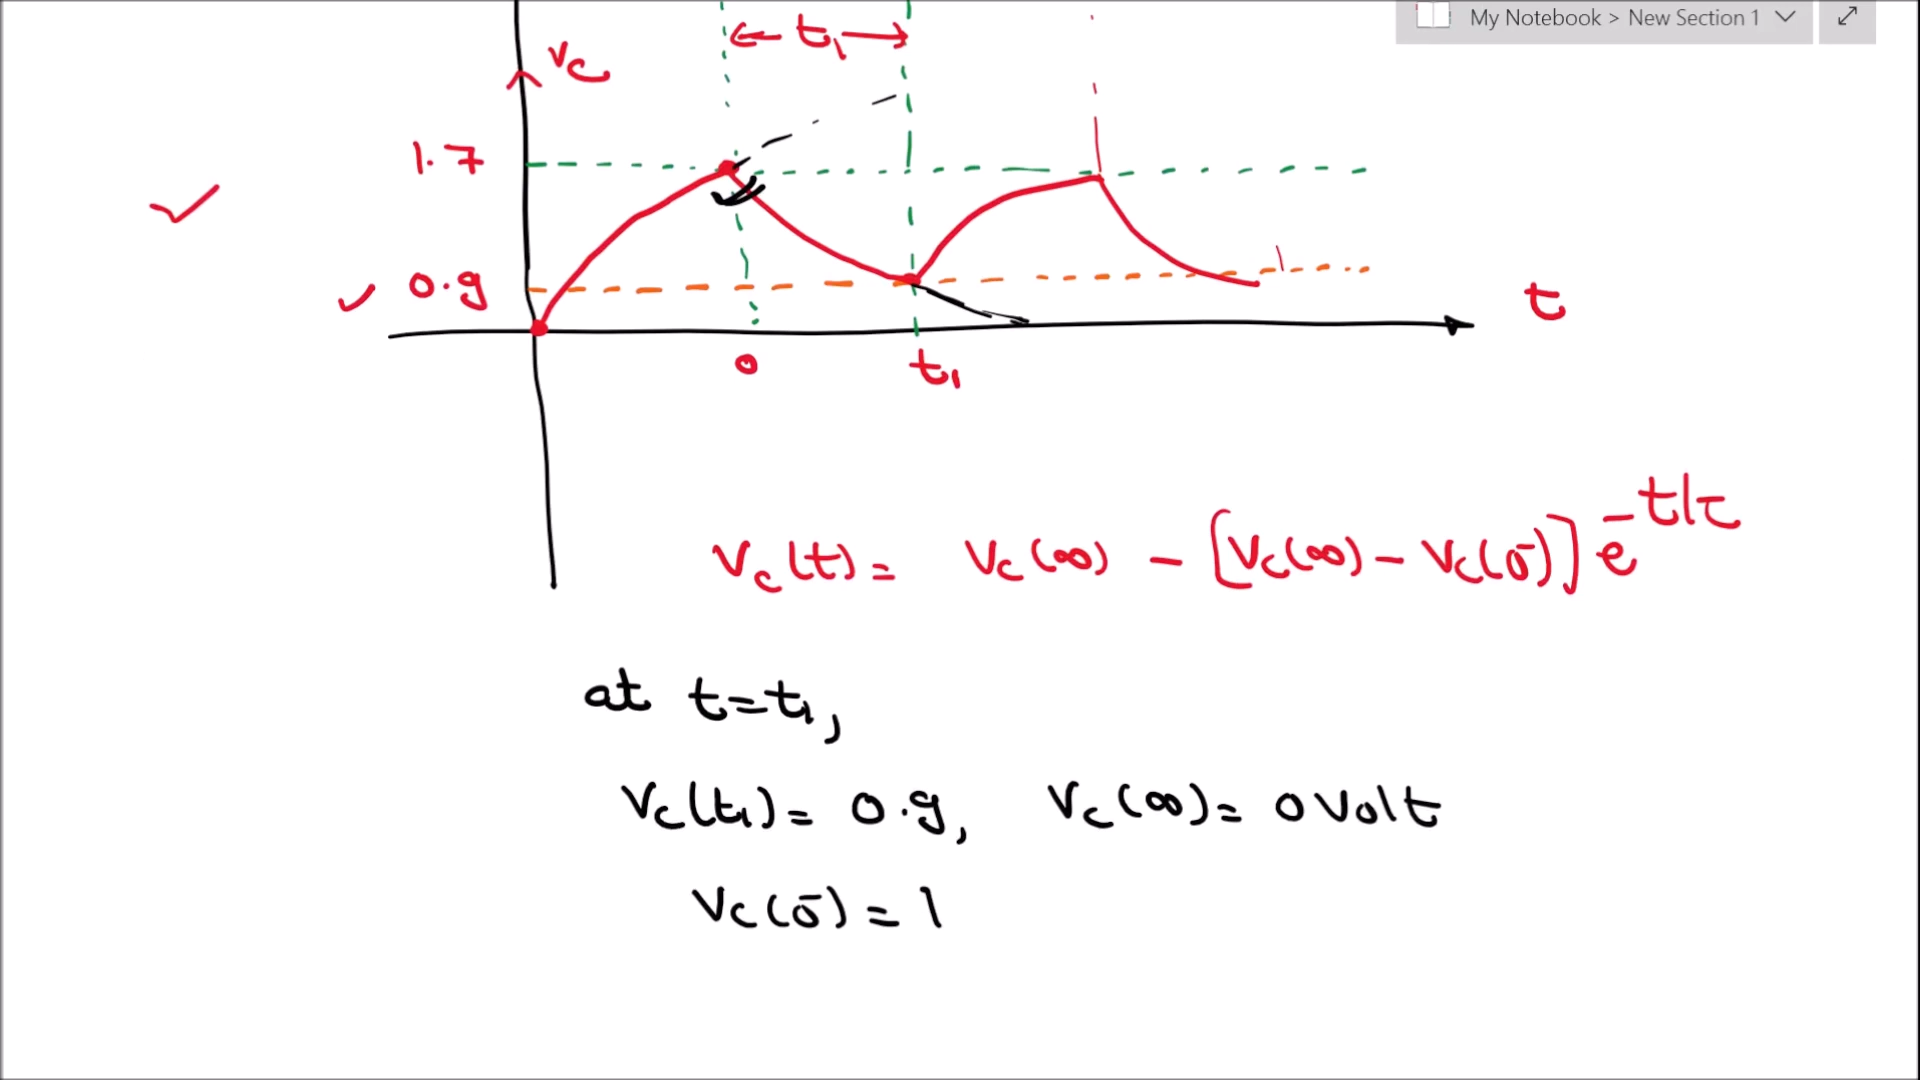 My Notebook > New Section 1
t₁
vc
1.7
0.9
t
0
t₁
Vc(t) = Vc(∞) - [Vc(∞) - Vc(0⁻)] e^-t/τ
at t=t₁,
Vc(t₁) = 0.9, Vc(∞) = 0 Volt
Vc(0⁻) = 1